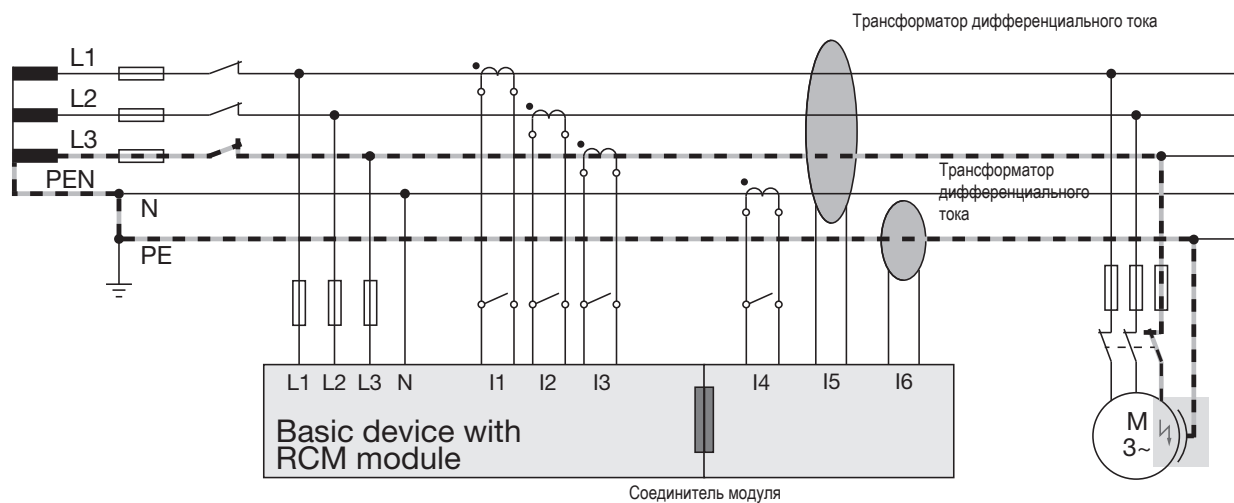 Трансформатор дифференциального тока
L1
L2
L3
PEN
N
PE
Трансформатор
дифференциального
тока
L1 L2 L3 N I1 I2 I3 I4 I5 I6
Basic device with
RCM module
M
3~
Соединитель модуля